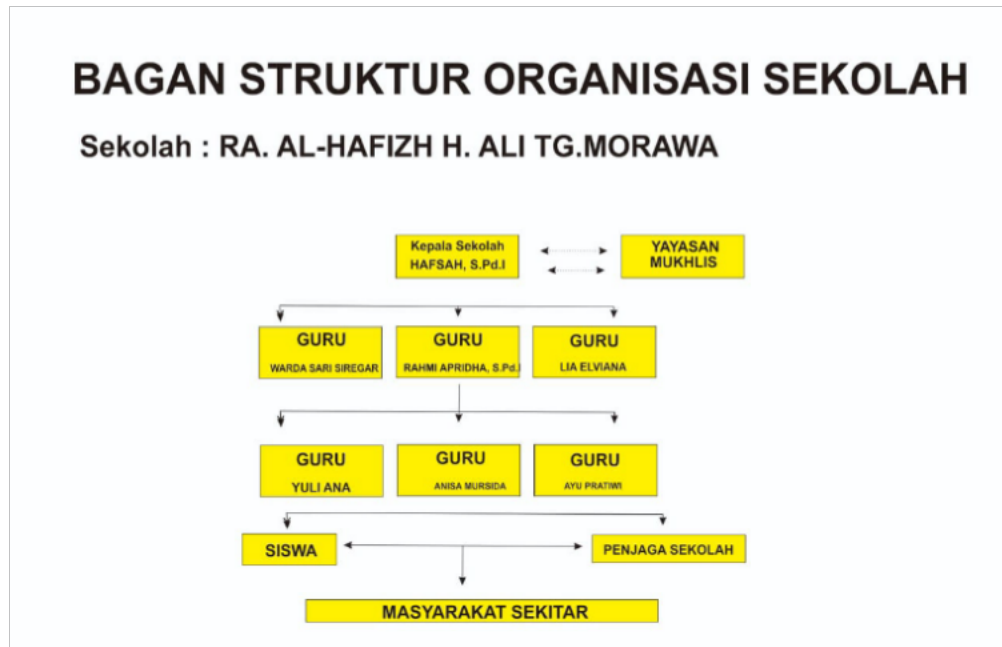 BAGAN STRUKTUR ORGANISASI SEKOLAH
Sekolah : RA. AL-HAFIZH H. ALI TG.MORAWA
Kepala Sekolah
HAFSAH, S.Pd.I
YAYASAN
MUKHLIS
GURU
WARDA SARI SIREGAR
GURU
RAHMI APRIDHA, S.Pd.I
GURU
LIA ELVIANA
GURU
YULI ANA
GURU
ANISA MURSIDA
GURU
AYU PRATIWI
SISWA
PENJAGA SEKOLAH
MASYARAKAT SEKITAR